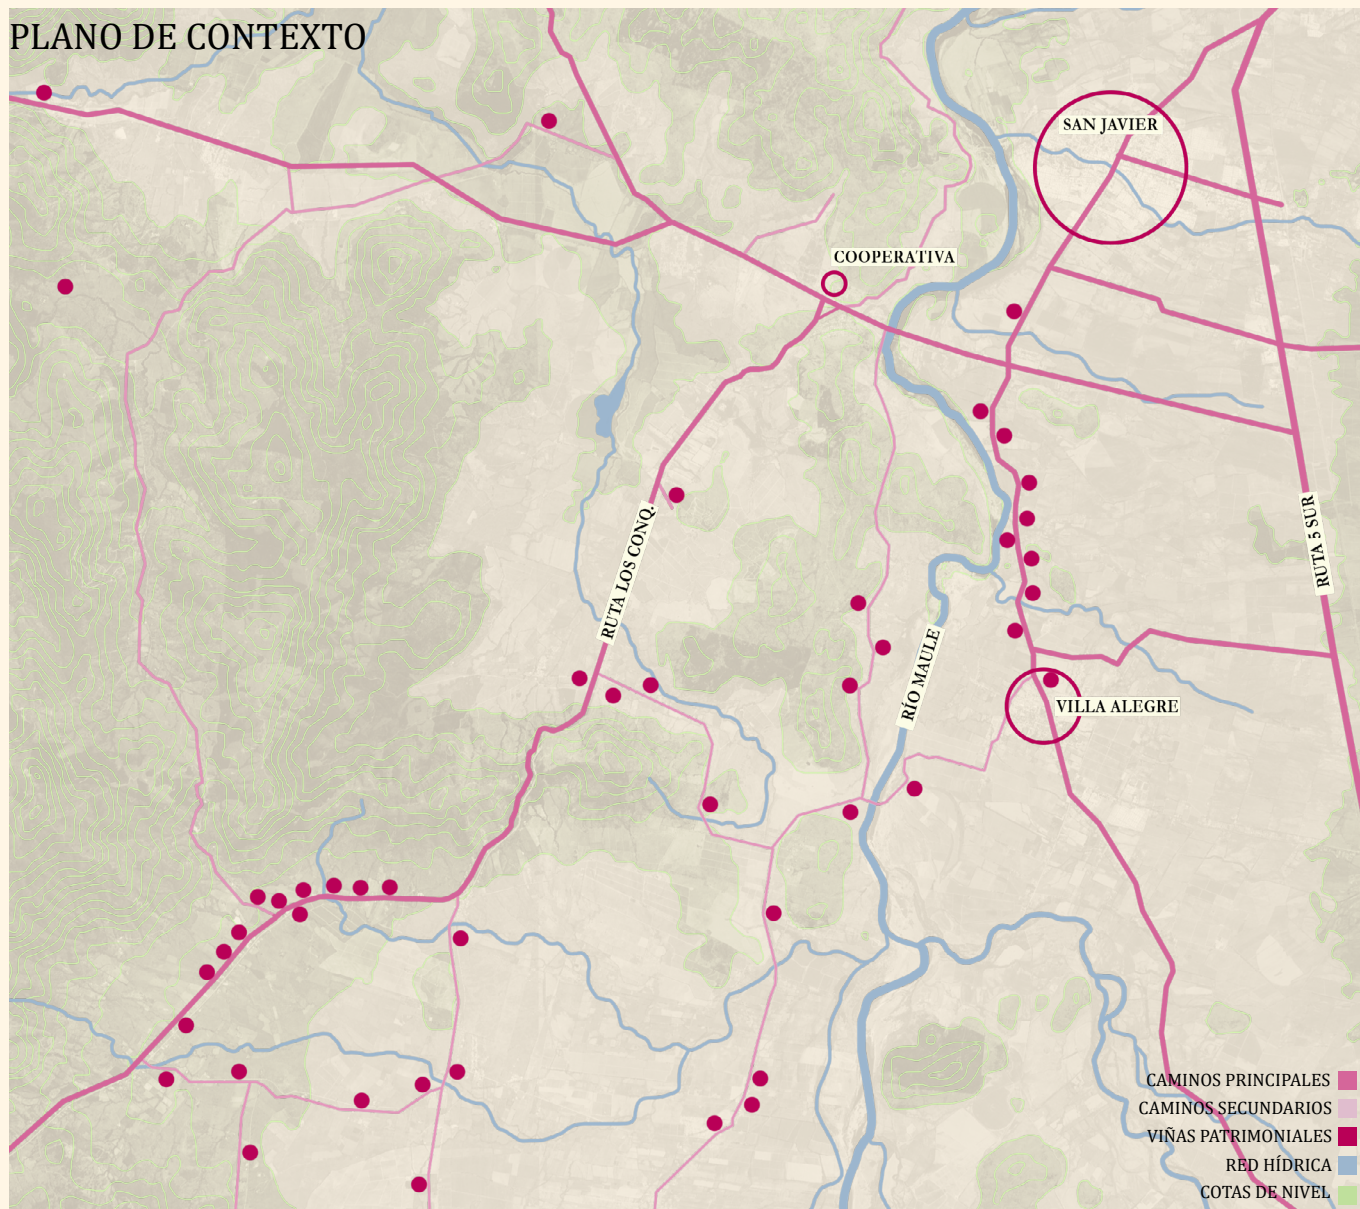 PLANO DE CONTEXTO
SAN JAVIER
COOPERATIVA
RUTA 5 SUR
RUTA LOS CONQ.
RÍO MAULE
VILLA ALEGRE
CAMINOS PRINCIPALES
CAMINOS SECUNDARIOS
VIÑAS PATRIMONIALES
RED HÍDRICA
COTAS DE NIVEL